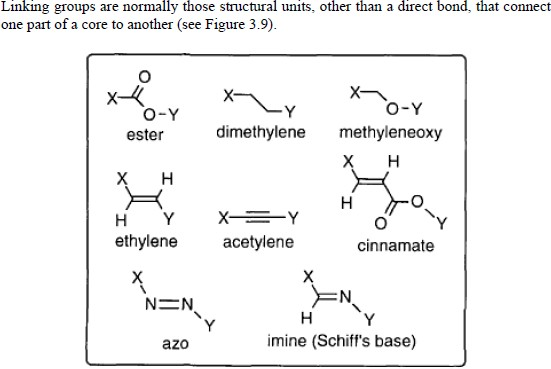 Linking groups are normally those structural units, other than a direct bond, that connect
one part of a core to another (see Figure 3.9).
O
X
O-Y
ester
X
Y
dimethylene
X
O-Y
methyleneoxy
X H
H Y
ethylene
X Y
acetylene
X H
H O
O Y
cinnamate
X
N=N
Y
azo
X
N
H Y
imine (Schiff's base)